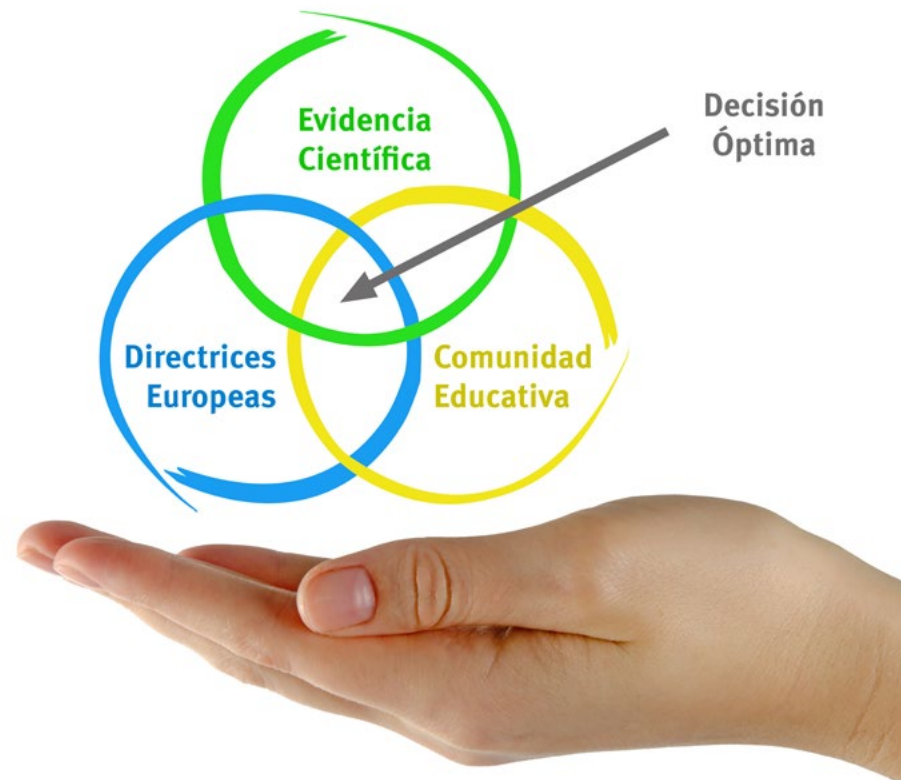 Evidencia
Científica
Decisión
Óptima
Directrices
Europeas
Comunidad
Educativa